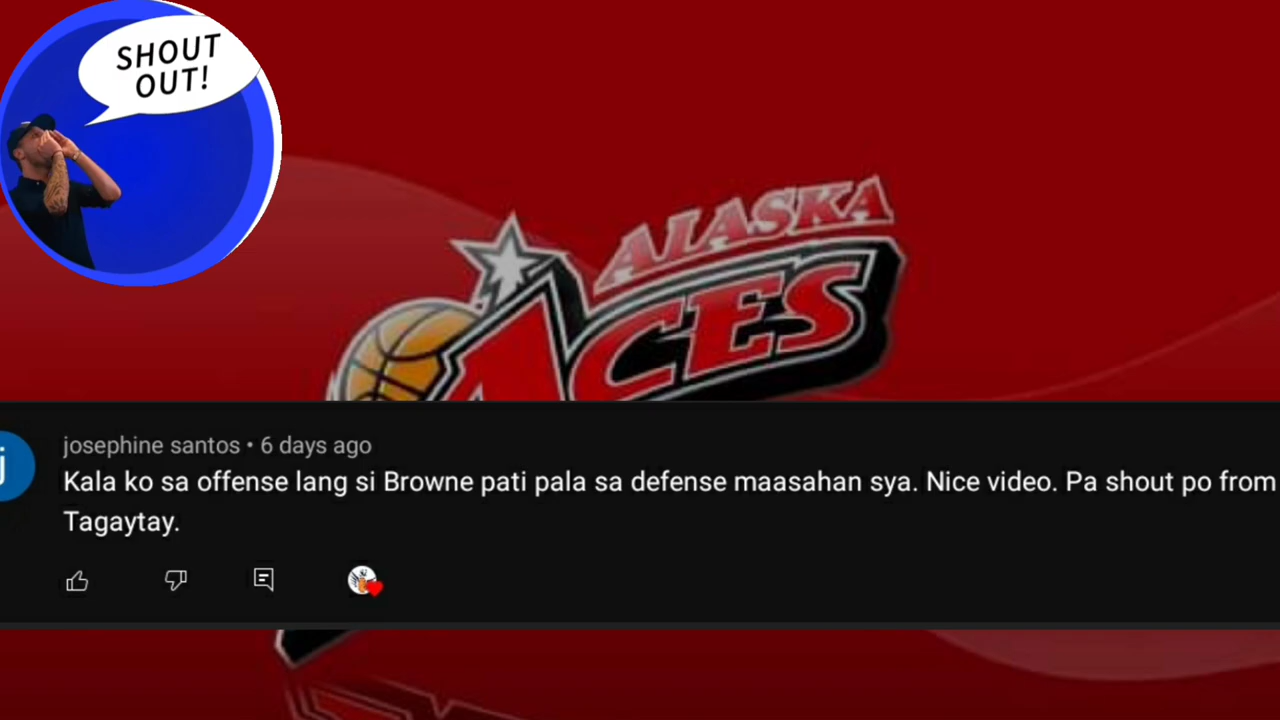 SHOUT
OUT!
ALASKA
ACES
j
josephine santos • 6 days ago
Kala ko sa offense lang si Browne pati pala sa defense maasahan sya. Nice video. Pa shout po from
Tagaytay.